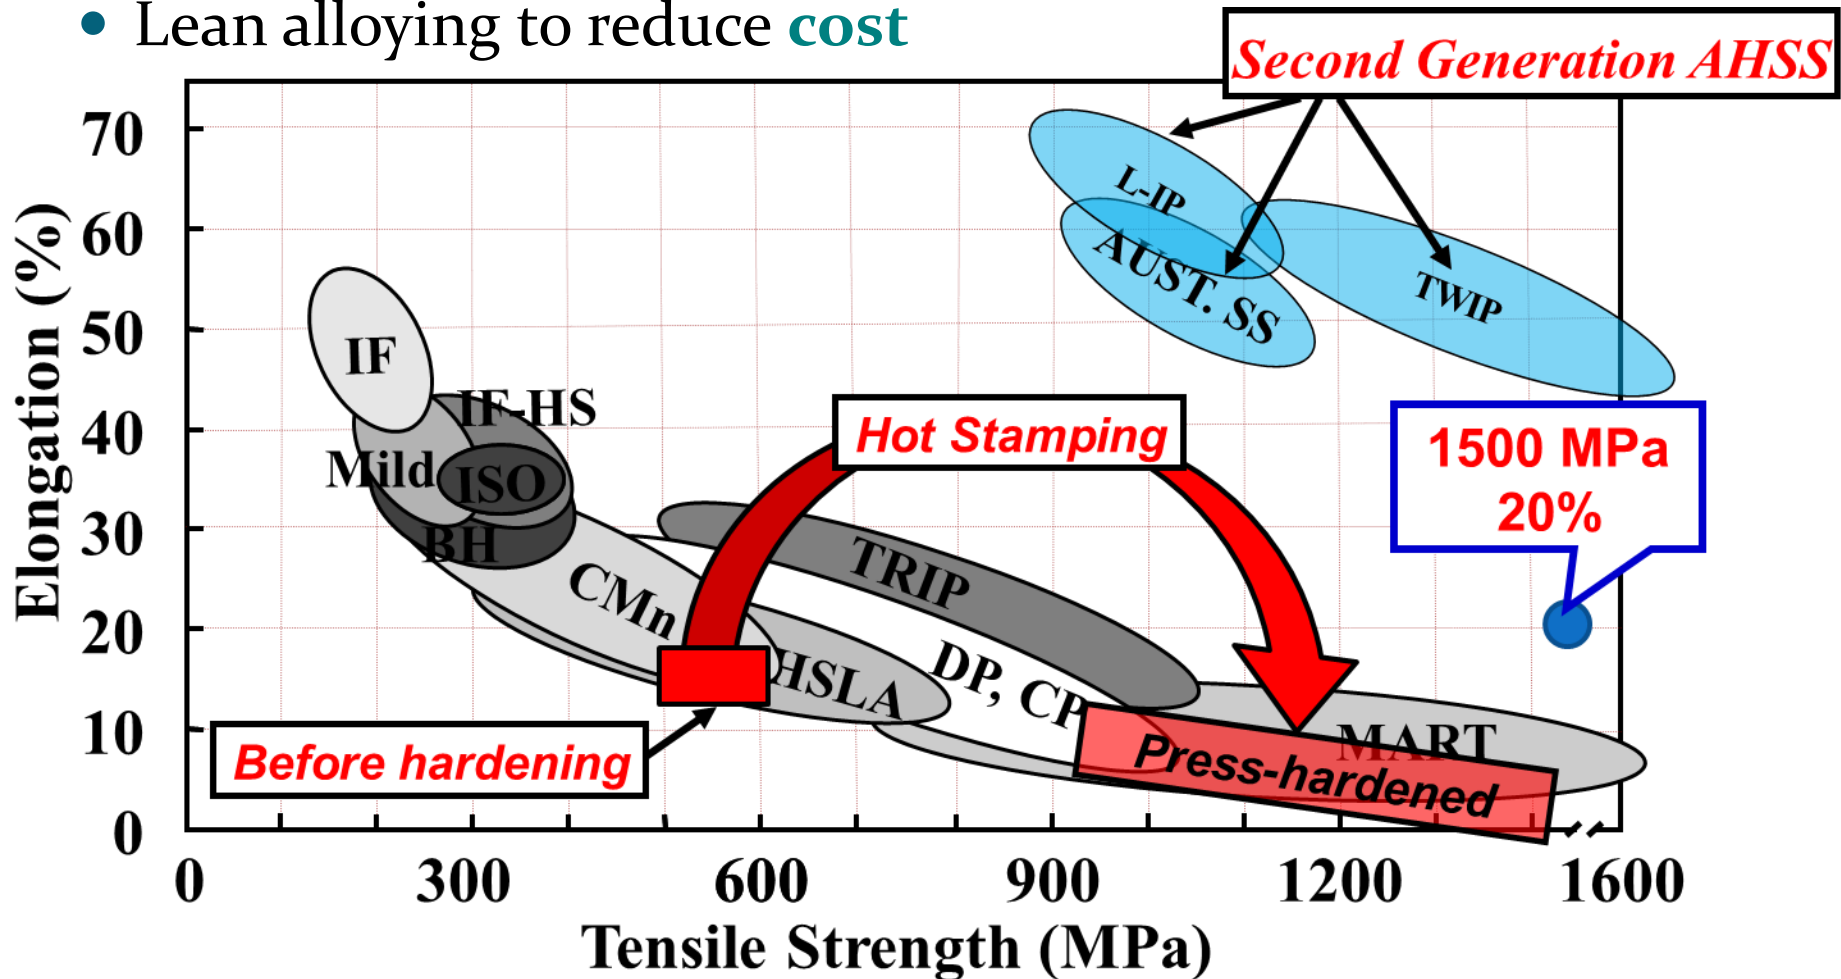 • Lean alloying to reduce cost
Second Generation AHSS
Elongation (%)
70
60
50
40
30
20
10
0
L-IP
AUST. SS
TWIP
IF
IF-HS
Mild
ISO
BH
Hot Stamping
1500 MPa
20%
CMn
TRIP
HSLA
DP, CP
MART
Before hardening
Press-hardened
0 300 600 900 1200 1600
Tensile Strength (MPa)